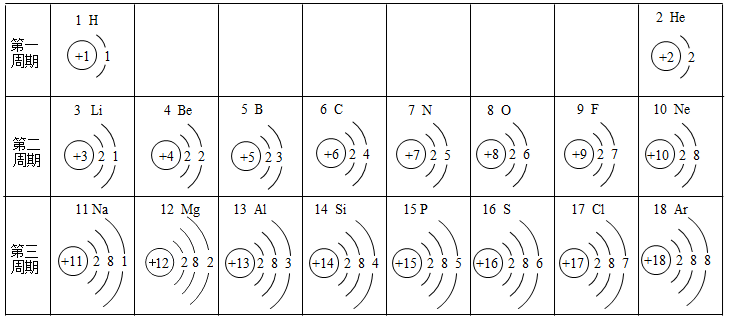 1 H 2 He
第一周期 +1 1 +2 2
3 Li 4 Be 5 B 6 C 7 N 8 O 9 F 10 Ne
第二周期 +3 2 1 +4 2 2 +5 2 3 +6 2 4 +7 2 5 +8 2 6 +9 2 7 +10 2 8
11 Na 12 Mg 13 Al 14 Si 15 P 16 S 17 Cl 18 Ar
第三周期 +11 2 8 1 +12 2 8 2 +13 2 8 3 +14 2 8 4 +15 2 8 5 +16 2 8 6 +17 2 8 7 +18 2 8 8